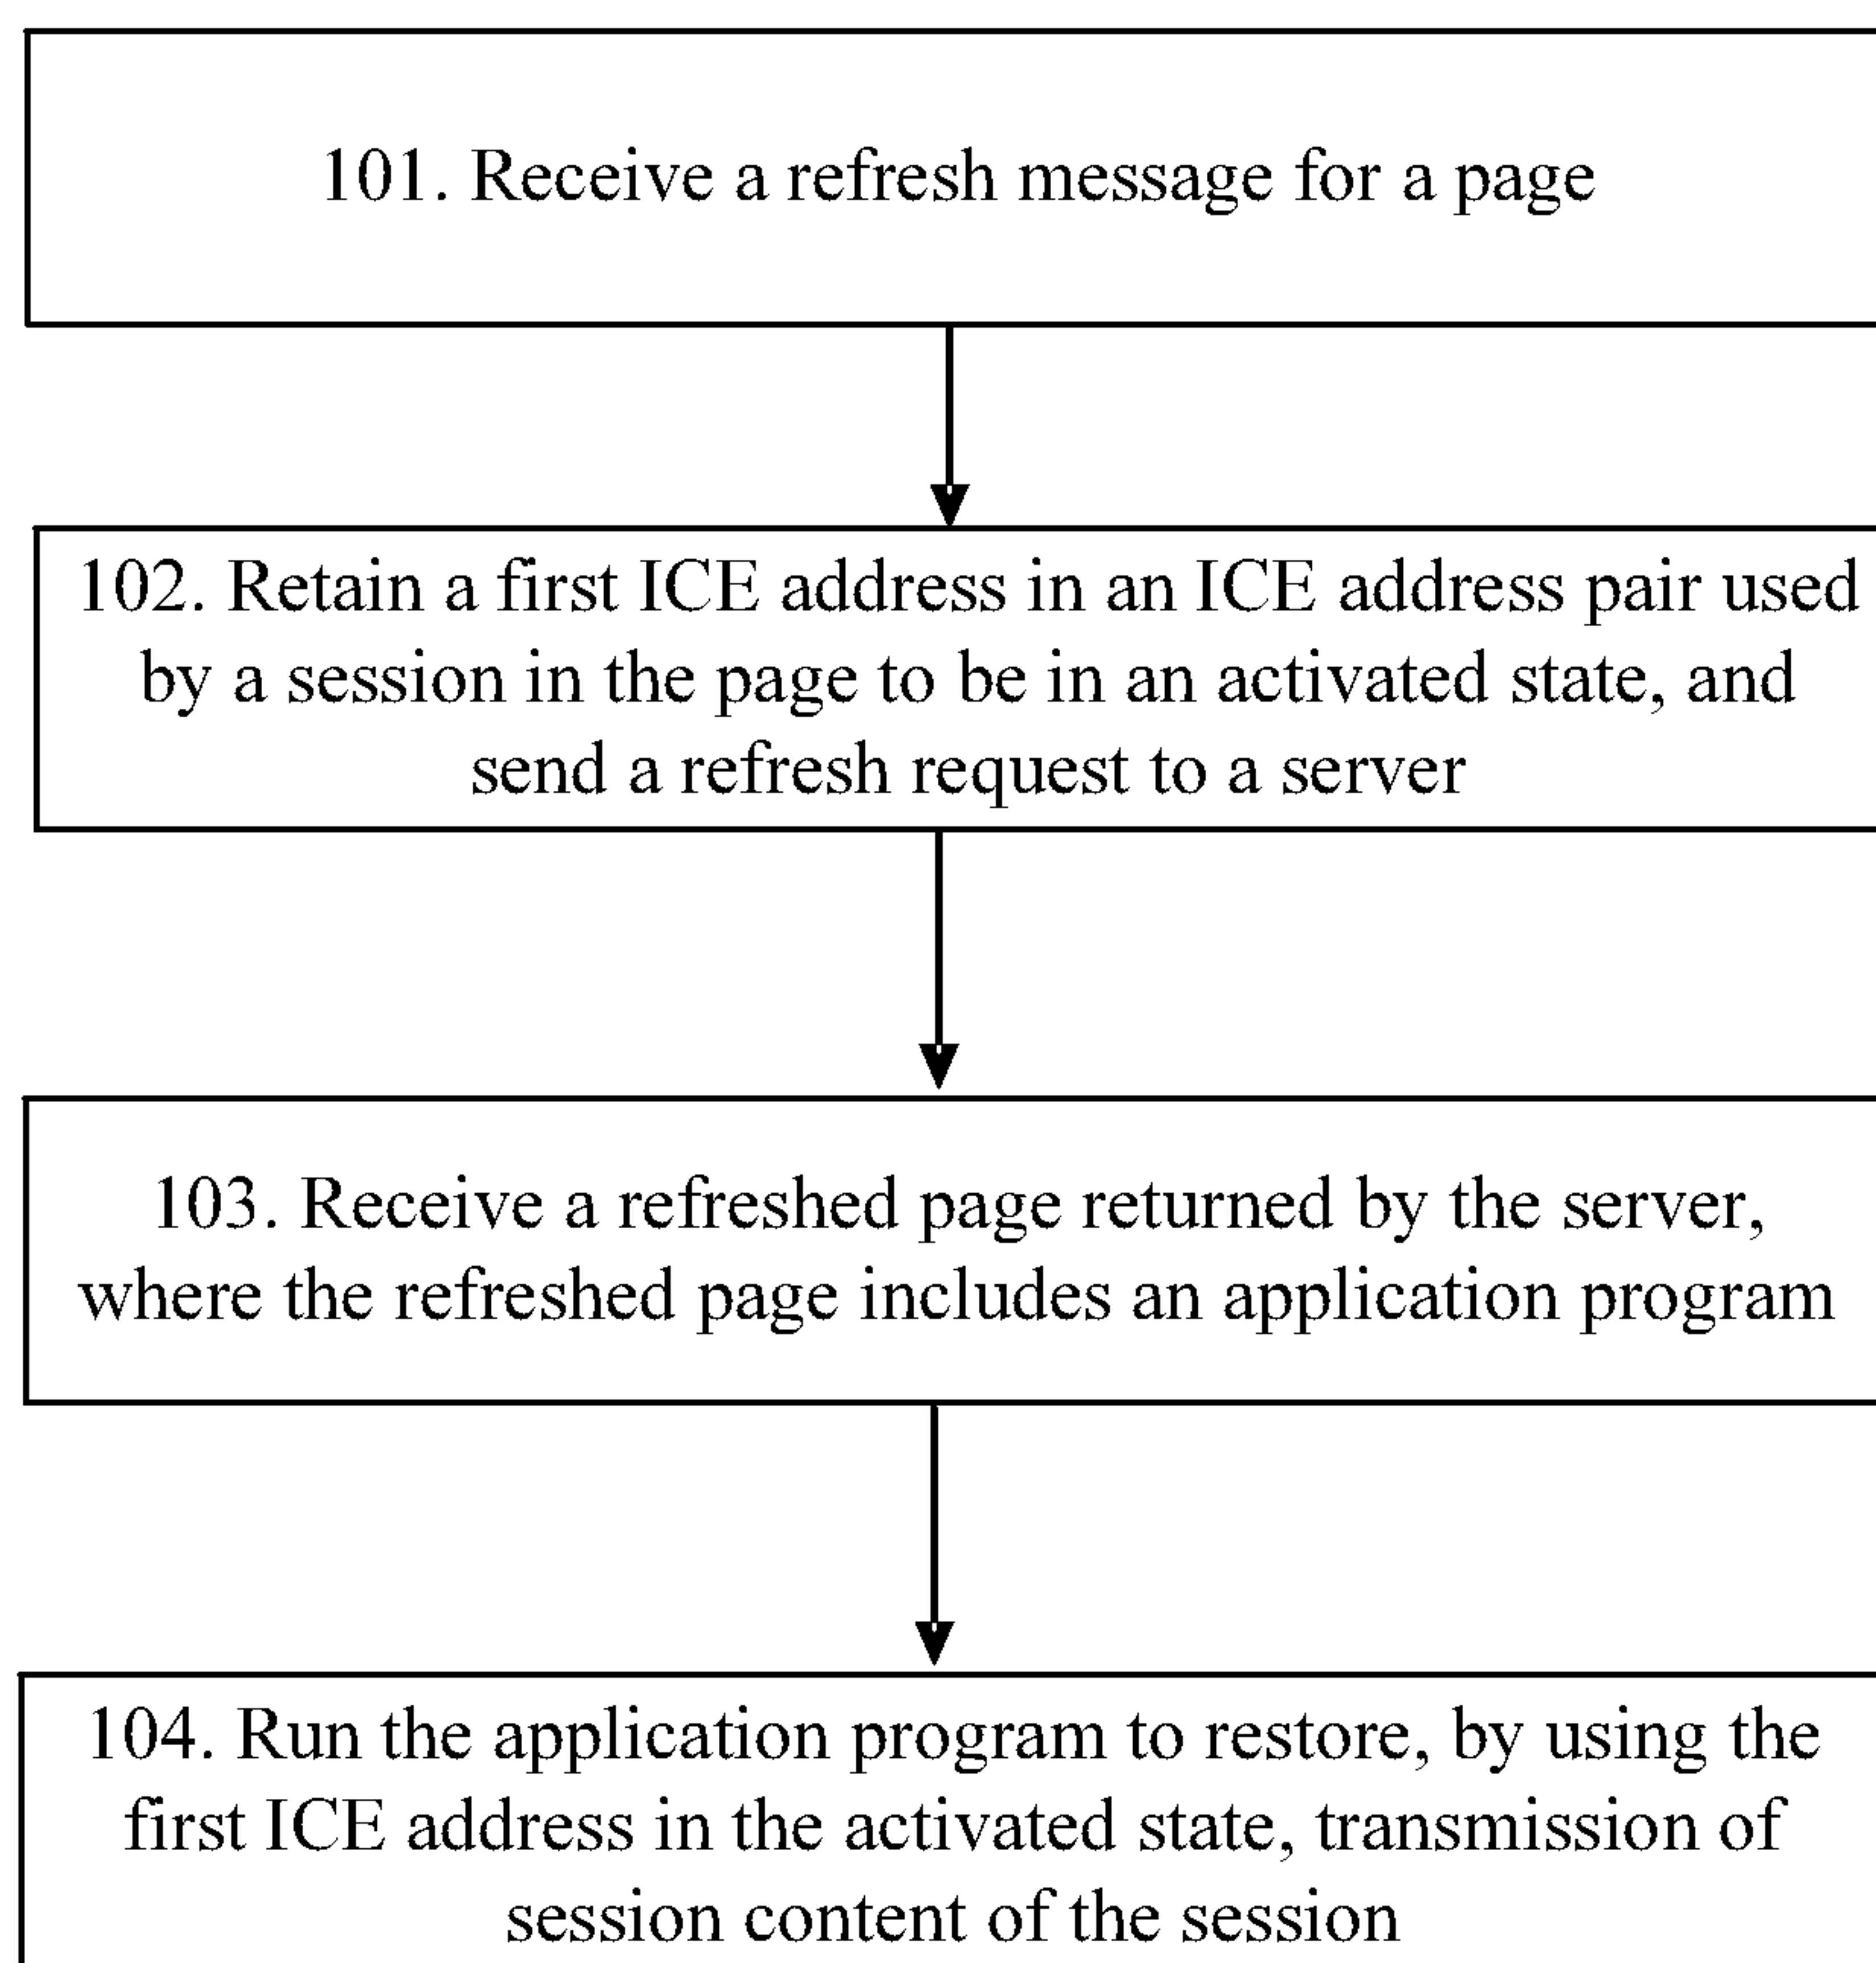 101. Receive a refresh message for a page
102. Retain a first ICE address in an ICE address pair used
by a session in the page to be in an activated state, and
send a refresh request to a server
103. Receive a refreshed page returned by the server,
where the refreshed page includes an application program
104. Run the application program to restore, by using the
first ICE address in the activated state, transmission of
session content of the session